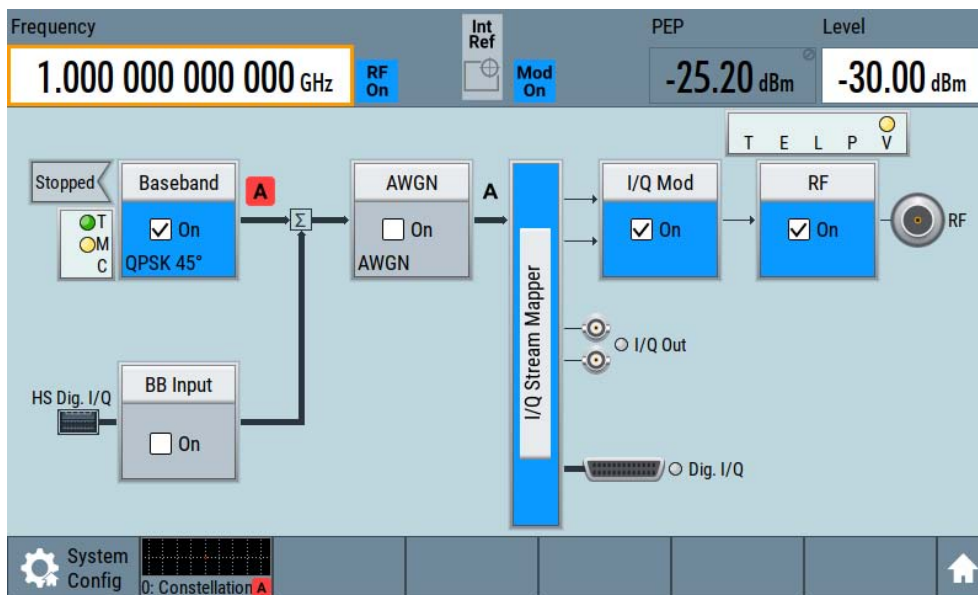 Frequency
Int
Ref
PEP
Level
1.000 000 000 000 GHz
RF
On
Mod
On
-25.20 dBm
-30.00 dBm
T E L P V
Stopped
Baseband
A
AWGN
A
I/Q Mod
RF
T
M
C
On
QPSK 45°
Σ
On
AWGN
On
On
RF
I/Q Stream Mapper
I/Q Out
BB Input
HS Dig. I/Q
On
Dig. I/Q
System
Config
0: Constellation A